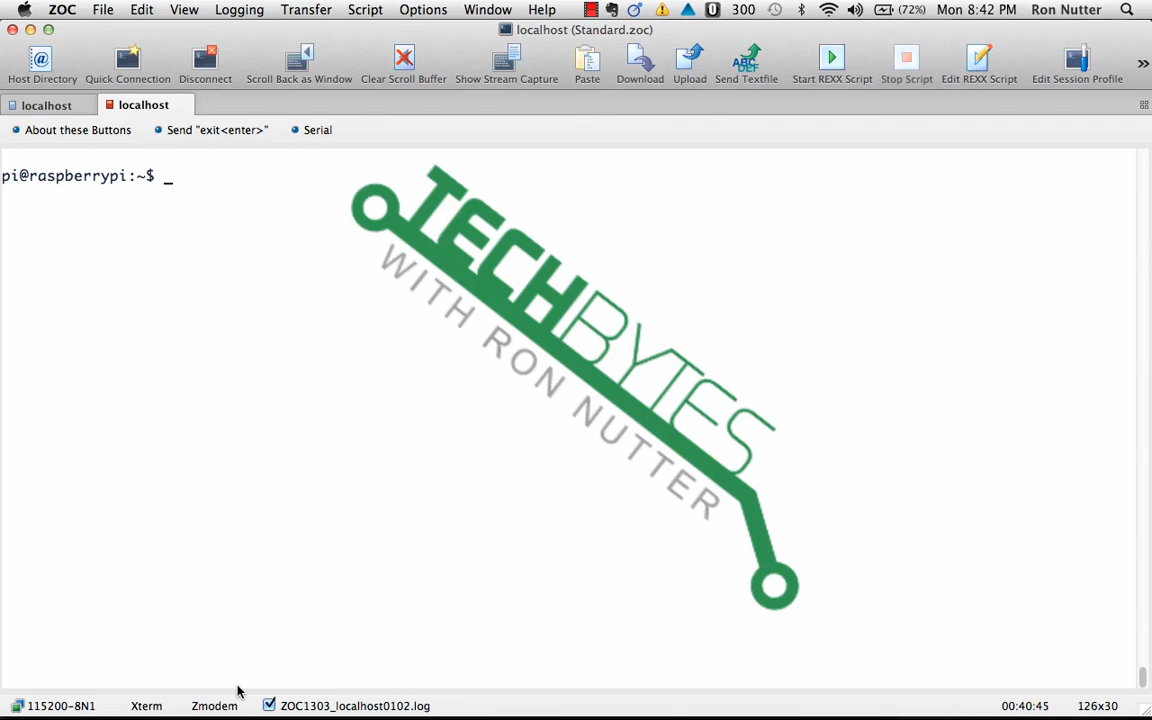 ZOC File Edit View Logging Transfer Script Options Window Help 300 (72%) Mon 8:42 PM Ron Nutter
localhost (Standard.zoc)
Host Directory Quick Connection Disconnect Scroll Back as Window Clear Scroll Buffer Show Stream Capture Paste Download Upload Send Textfile Start REXX Script Stop Script Edit REXX Script Edit Session Profile »
localhost localhost
About these Buttons Send "exit<enter>" Serial
pi@raspberrypi:~$ _
TECHBYTES
WITH RON NUTTER
115200-8N1 Xterm Zmodem ZOC1303_localhost0102.log 00:40:45 126x30